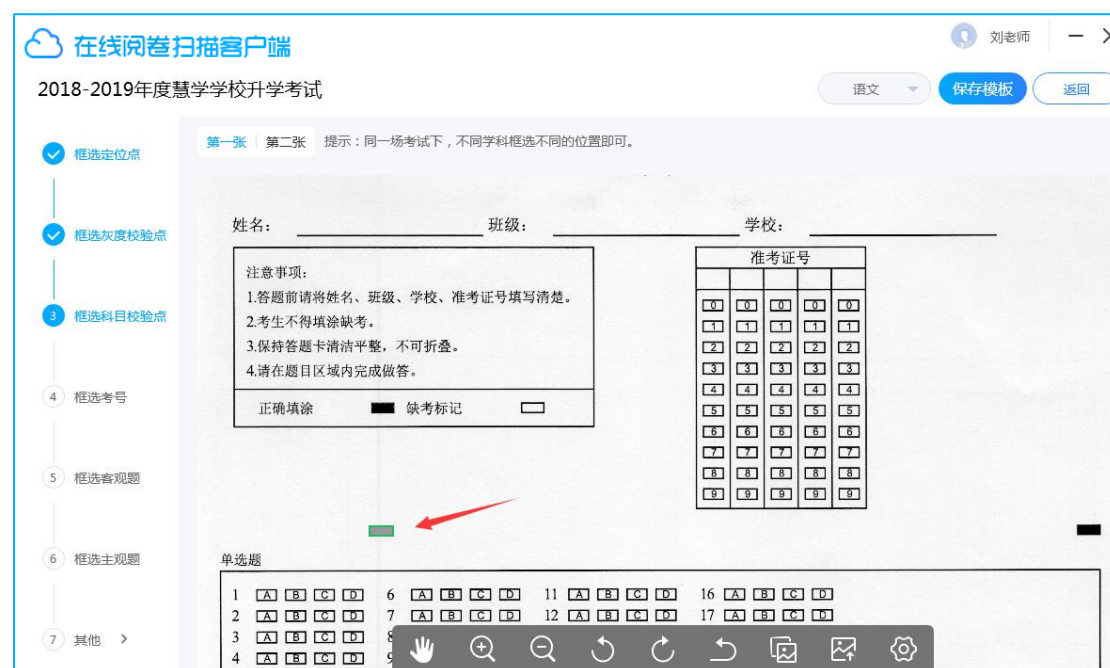 在线阅卷扫描客户端
刘老师
2018-2019年度慧学学校升学考试
语文
保存模板
返回
框选定位点
框选灰度校验点
3 框选科目校验点
4 框选考号
5 框选客观题
6 框选主观题
7 其他
第一张 第二张 提示：同一场考试下，不同学科框选不同的位置即可。
姓名： 班级： 学校：
注意事项:
1.答题前请将姓名、班级、学校、准考证号填写清楚。
2.考生不得填涂缺考。
3.保持答题卡清洁平整，不可折叠。
4.请在题目区域内完成做答。
正确填涂 缺考标记
准考证号
0 0 0 0 0
1 1 1 1 1
2 2 2 2 2
3 3 3 3 3
4 4 4 4 4
5 5 5 5 5
6 6 6 6 6
7 7 7 7 7
8 8 8 8 8
9 9 9 9 9
单选题
1 A B C D 6 A B C D 11 A B C D 16 A B C D
2 A B C D 7 A B C D 12 A B C D 17 A B C D
3 A B C D
4 A B C D